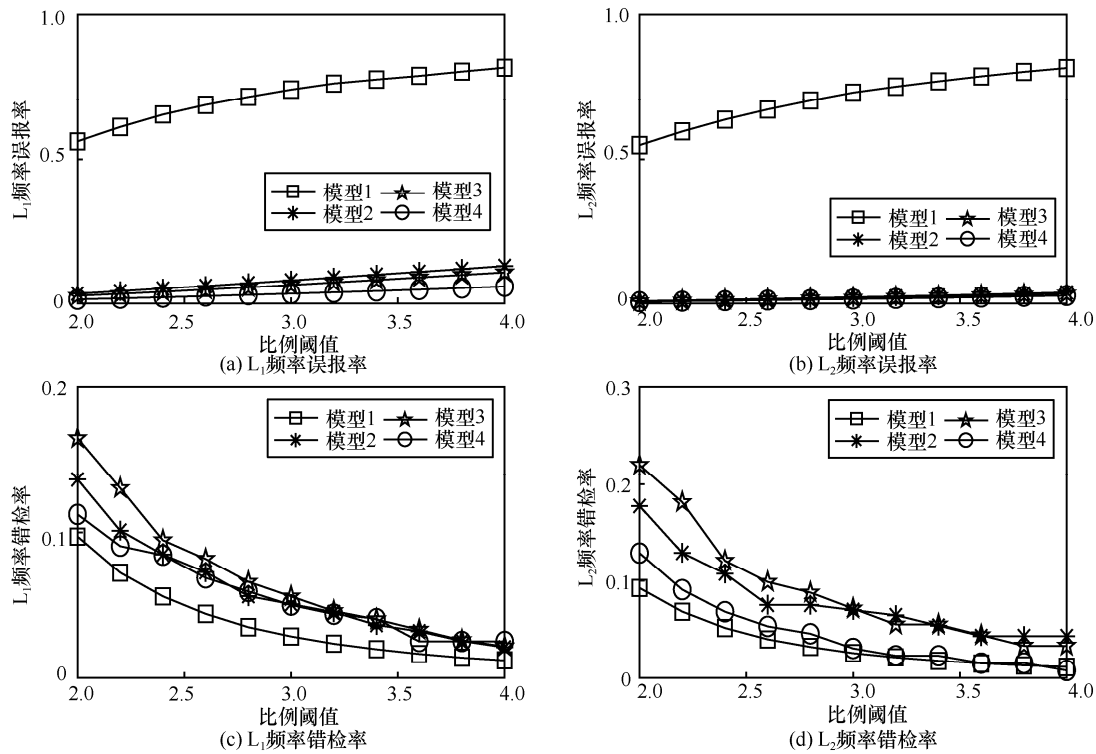 1.0
0.5
0
L₁频率误报率
模型1 模型3
模型2 模型4
2.0 2.5 3.0 3.5 4.0
比例阈值
(a) L₁频率误报率
1.0
0.5
0
L₂频率误报率
模型1 模型3
模型2 模型4
2.0 2.5 3.0 3.5 4.0
比例阈值
(b) L₂频率误报率
0.2
0.1
0
L₁频率错检率
模型1 模型3
模型2 模型4
2.0 2.5 3.0 3.5 4.0
比例阈值
(c) L₁频率错检率
0.3
0.2
0.1
0
L₂频率错检率
模型1 模型3
模型2 模型4
2.0 2.5 3.0 3.5 4.0
比例阈值
(d) L₂频率错检率